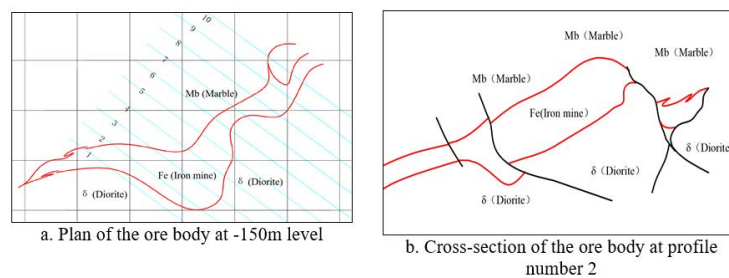 10
9
8
7
6
5
4
3
2
1
Mb (Marble)
Fe (Iron mine)
δ (Diorite)
δ (Diorite)
a. Plan of the ore body at -150m level
Mb（Marble）
Mb（Marble）
Mb（Marble）
Fe(Iron mine)
δ（Diorite
δ（Diorite）
δ（Diorite）
b. Cross-section of the ore body at profile
number 2